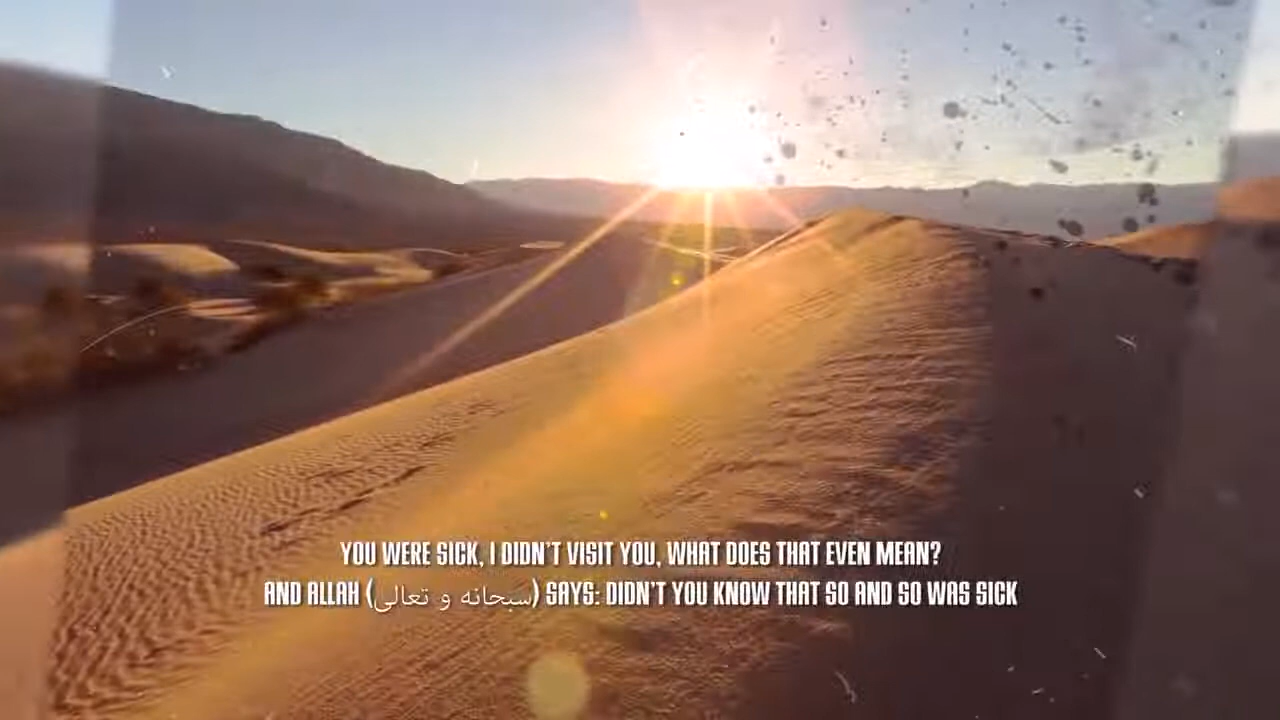 YOU WERE SICK, I DIDN'T VISIT YOU, WHAT DOES THAT EVEN MEAN?
AND ALLAH (سبحانه و تعالى) SAYS: DIDN'T YOU KNOW THAT SO AND SO WAS SICK